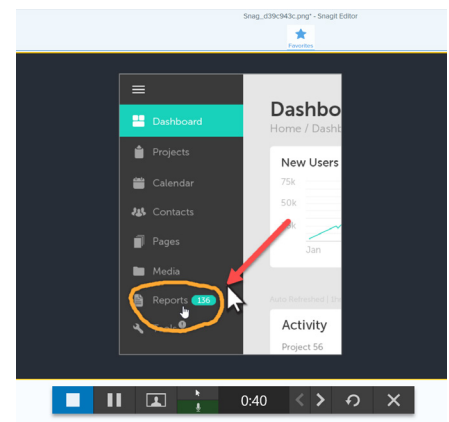 Snag_d39c943c.png* - Snagit Editor
Favorites
Dashboard
Projects
Calendar
Contacts
Pages
Media
Reports 136
Dashbo
Home / Dashb
New Users
75k
50k
Jan
Activity
Project 56
0:40